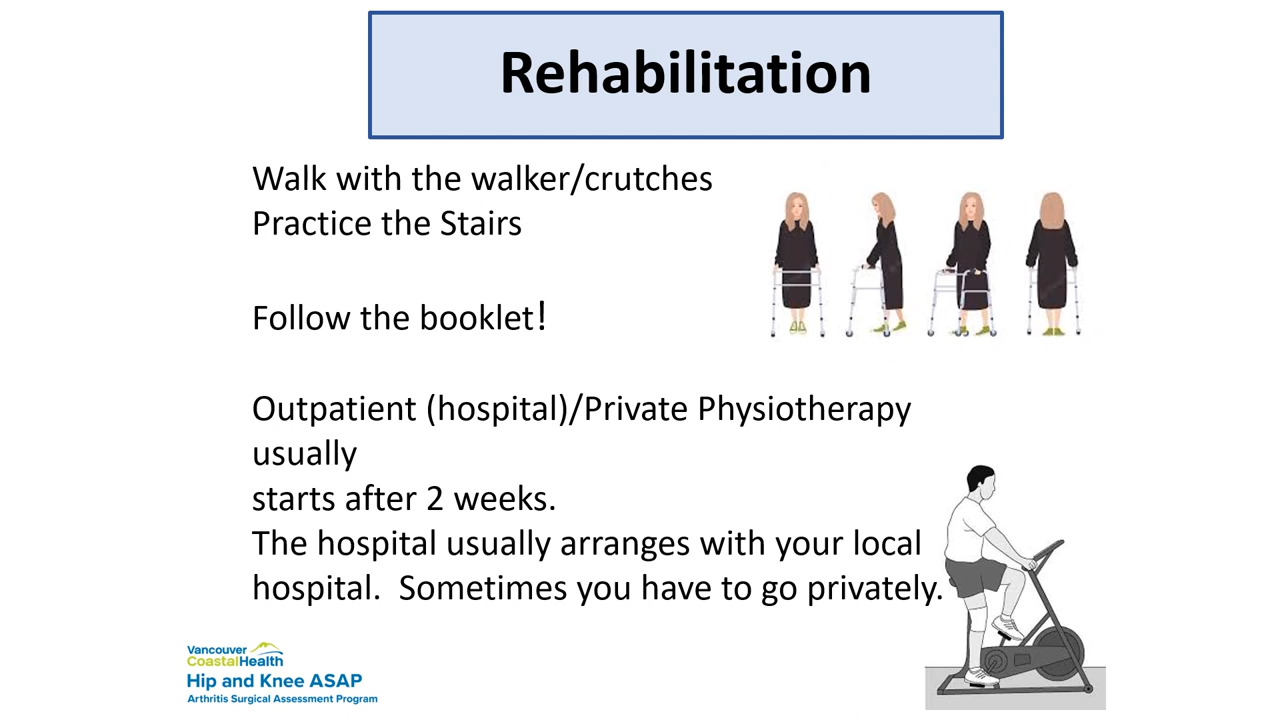 Rehabilitation
Walk with the walker/crutches
Practice the Stairs
Follow the booklet!
Outpatient (hospital)/Private Physiotherapy
usually
starts after 2 weeks.
The hospital usually arranges with your local
hospital.  Sometimes you have to go privately.
Vancouver
CoastalHealth
Hip and Knee ASAP
Arthritis Surgical Assessment Program